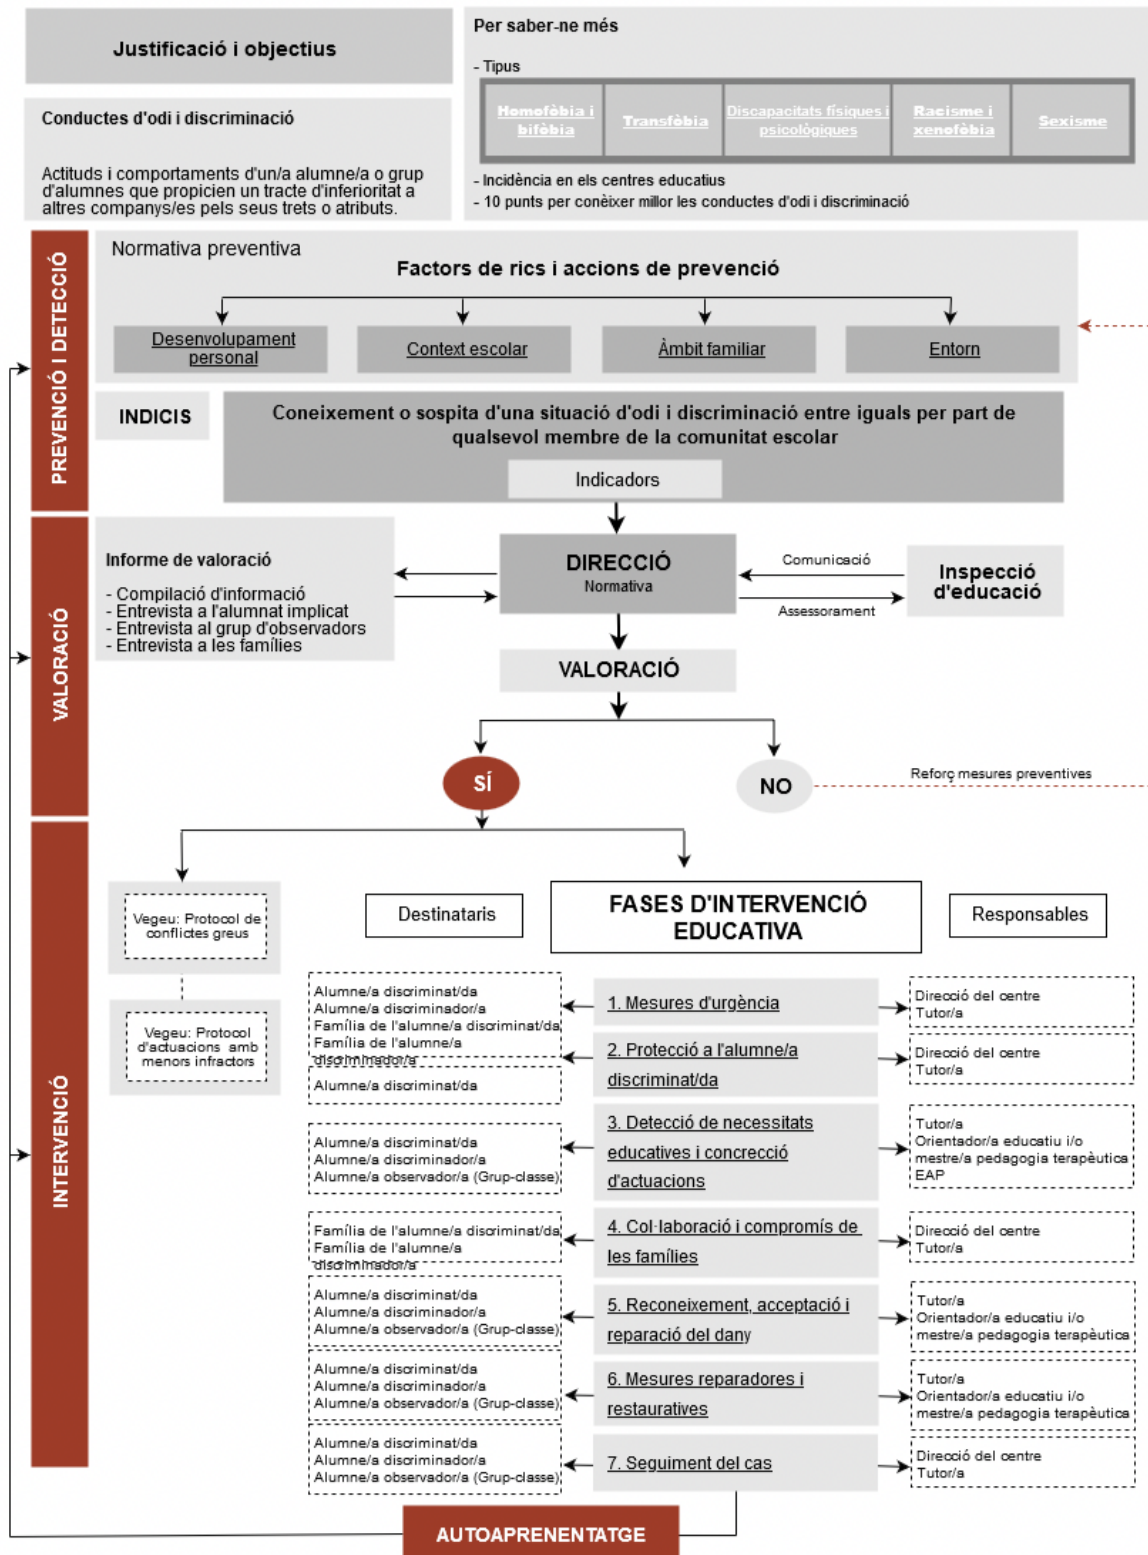 Justificació i objectius
Conductes d'odi i discriminació
Actituds i comportaments d'un/a alumne/a o grup
d'alumnes que propicien un tracte d'inferioritat a
altres companys/es pels seus trets o atributs.
Per saber-ne més
- Tipus
Homofòbia i
bifòbia
Transfòbia
Discapacitats físiques i
psicològiques
Racisme i
xenofòbia
Sexisme
- Incidència en els centres educatius
- 10 punts per conèixer millor les conductes d'odi i discriminació
PREVENCIÓ I DETECCIÓ
Normativa preventiva
Factors de rics i accions de prevenció
Desenvolupament
personal
Context escolar
Àmbit familiar
Entorn
INDICIS
Coneixement o sospita d'una situació d'odi i discriminació entre iguals per part de
qualsevol membre de la comunitat escolar
Indicadors
VALORACIÓ
Informe de valoració
- Compilació d'informació
- Entrevista a l'alumnat implicat
- Entrevista al grup d'observadors
- Entrevista a les famílies
DIRECCIÓ
Normativa
Comunicació
Assessorament
Inspecció
d'educació
VALORACIÓ
SÍ
NO
Reforç mesures preventives
INTERVENCIÓ
Vegeu: Protocol de
conflictes greus
Vegeu: Protocol
d'actuacions amb
menors infractors
Destinataris
FASES D'INTERVENCIÓ
EDUCATIVA
Responsables
Alumne/a discriminat/da
Alumne/a discriminador/a
Família de l'alumne/a discriminat/da
Família de l'alumne/a
discriminador/a
1. Mesures d'urgència
Direcció del centre
Tutor/a
Alumne/a discriminat/da
2. Protecció a l'alumne/a
discriminat/da
Direcció del centre
Tutor/a
Alumne/a discriminat/da
Alumne/a discriminador/a
Alumne/a observador/a (Grup-classe)
3. Detecció de necessitats
educatives i concrecció
d'actuacions
Tutor/a
Orientador/a educatiu i/o
mestre/a pedagogia terapèutica
EAP
Família de l'alumne/a discriminat/da
Família de l'alumne/a
discriminador/a
4. Col·laboració i compromís de
les famílies
Direcció del centre
Tutor/a
Alumne/a discriminat/da
Alumne/a discriminador/a
Alumne/a observador/a (Grup-classe)
5. Reconeixement, acceptació i
reparació del dany
Tutor/a
Orientador/a educatiu i/o
mestre/a pedagogia terapèutica
Alumne/a discriminat/da
Alumne/a discriminador/a
Alumne/a observador/a (Grup-classe)
6. Mesures reparadores i
restauratives
Tutor/a
Orientador/a educatiu i/o
mestre/a pedagogia terapèutica
Alumne/a discriminat/da
Alumne/a discriminador/a
Alumne/a observador/a (Grup-classe)
7. Seguiment del cas
Direcció del centre
Tutor/a
AUTOAPRENENTATGE